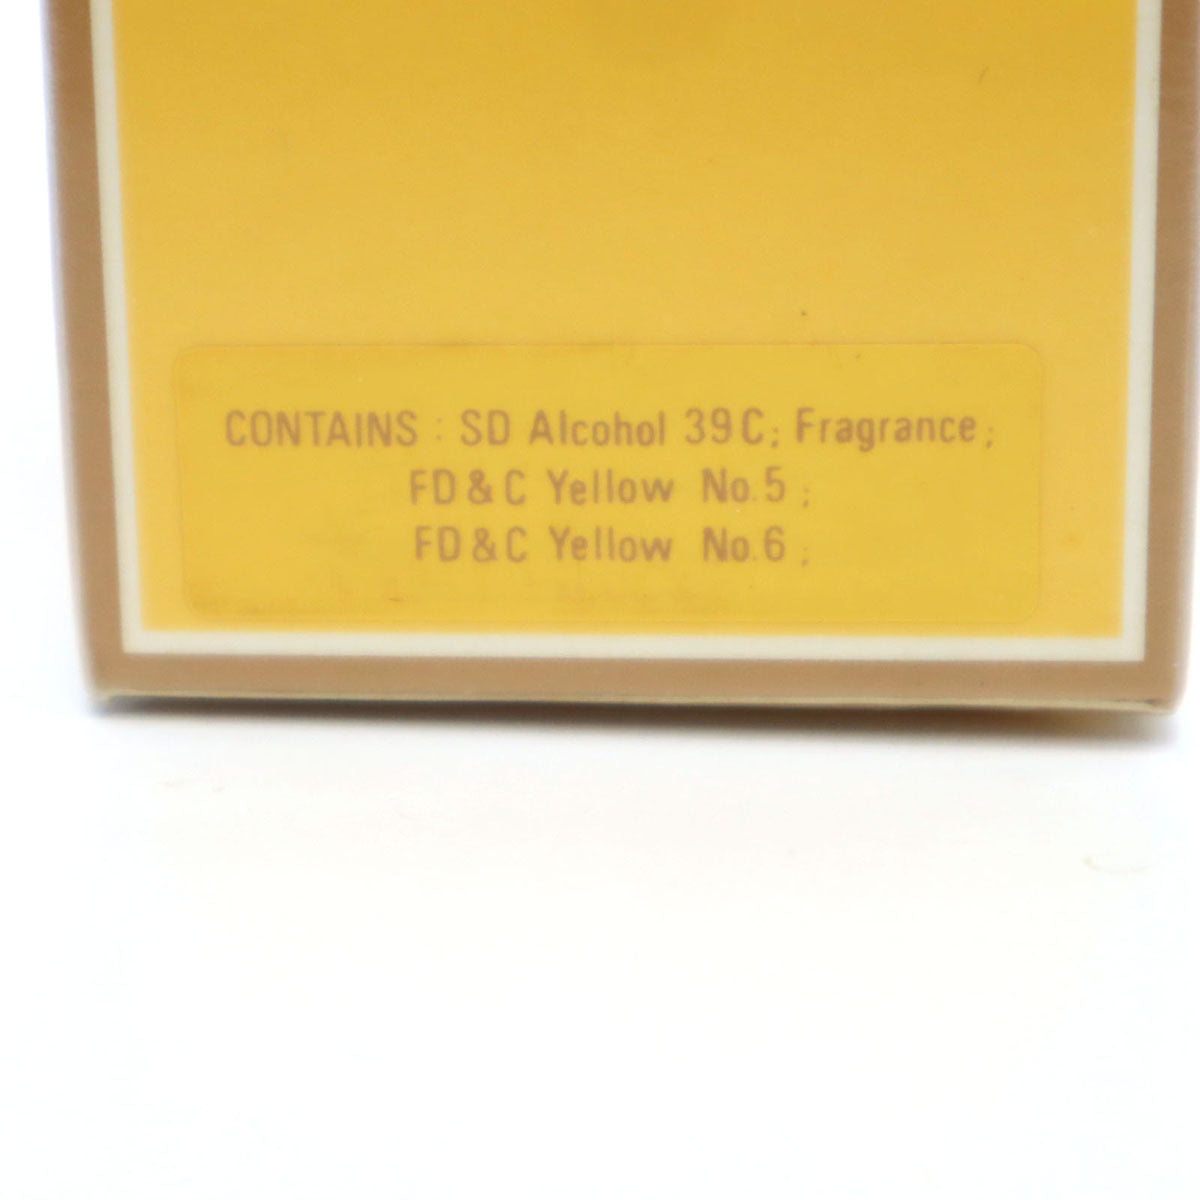 CONTAINS : SD Alcohol 39C; Fragrance;
FD&C Yellow No.5 ;
FD&C Yellow No.6 ;